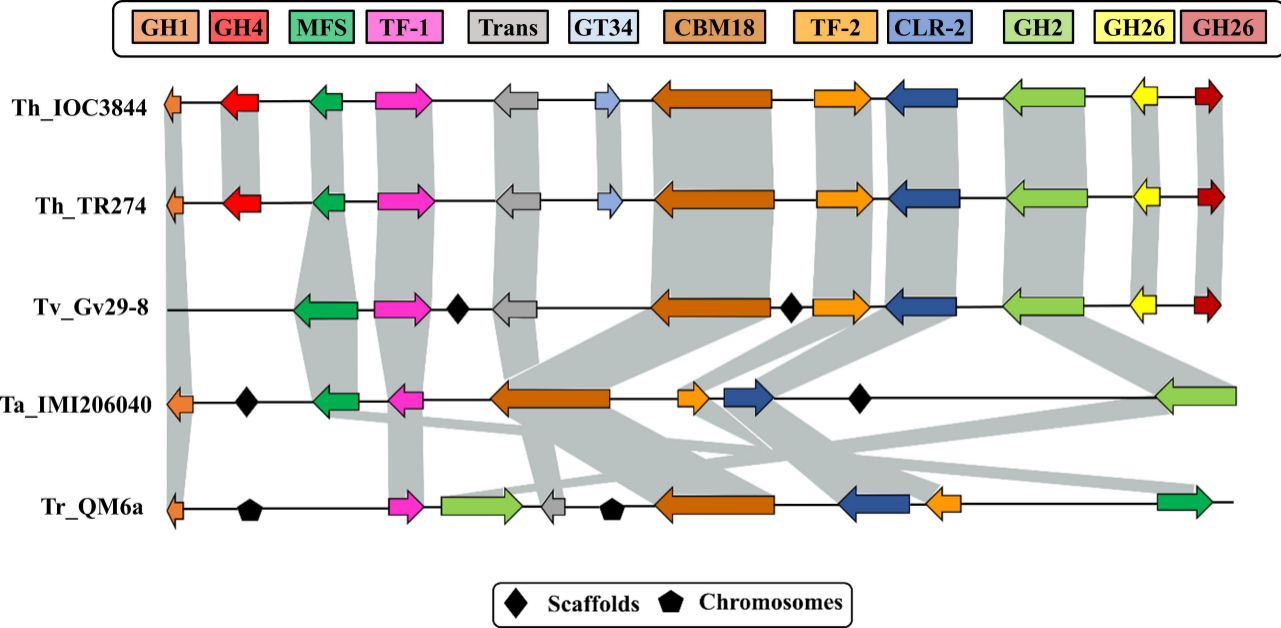 GH1 GH4 MFS TF-1 Trans GT34 CBM18 TF-2 CLR-2 GH2 GH26 GH26
Th_IOC3844
Th_TR274
Tv_Gv29-8
Ta_IMI206040
Tr_QM6a
Scaffolds Chromosomes